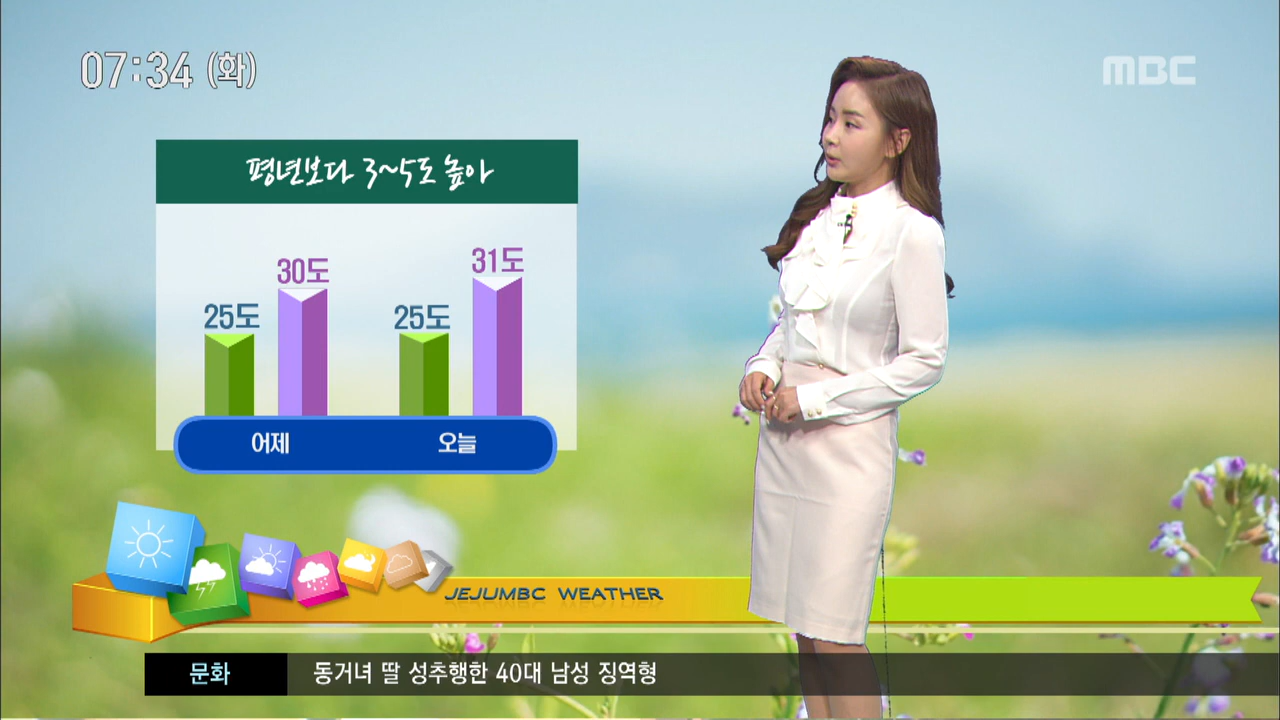 07:34 (화)
MBC
평년보다 3~5도 높아
25도 30도 25도 31도
어제 오늘
JEJUMBC WEATHER
문화 동거녀 딸 성추행한 40대 남성 징역형